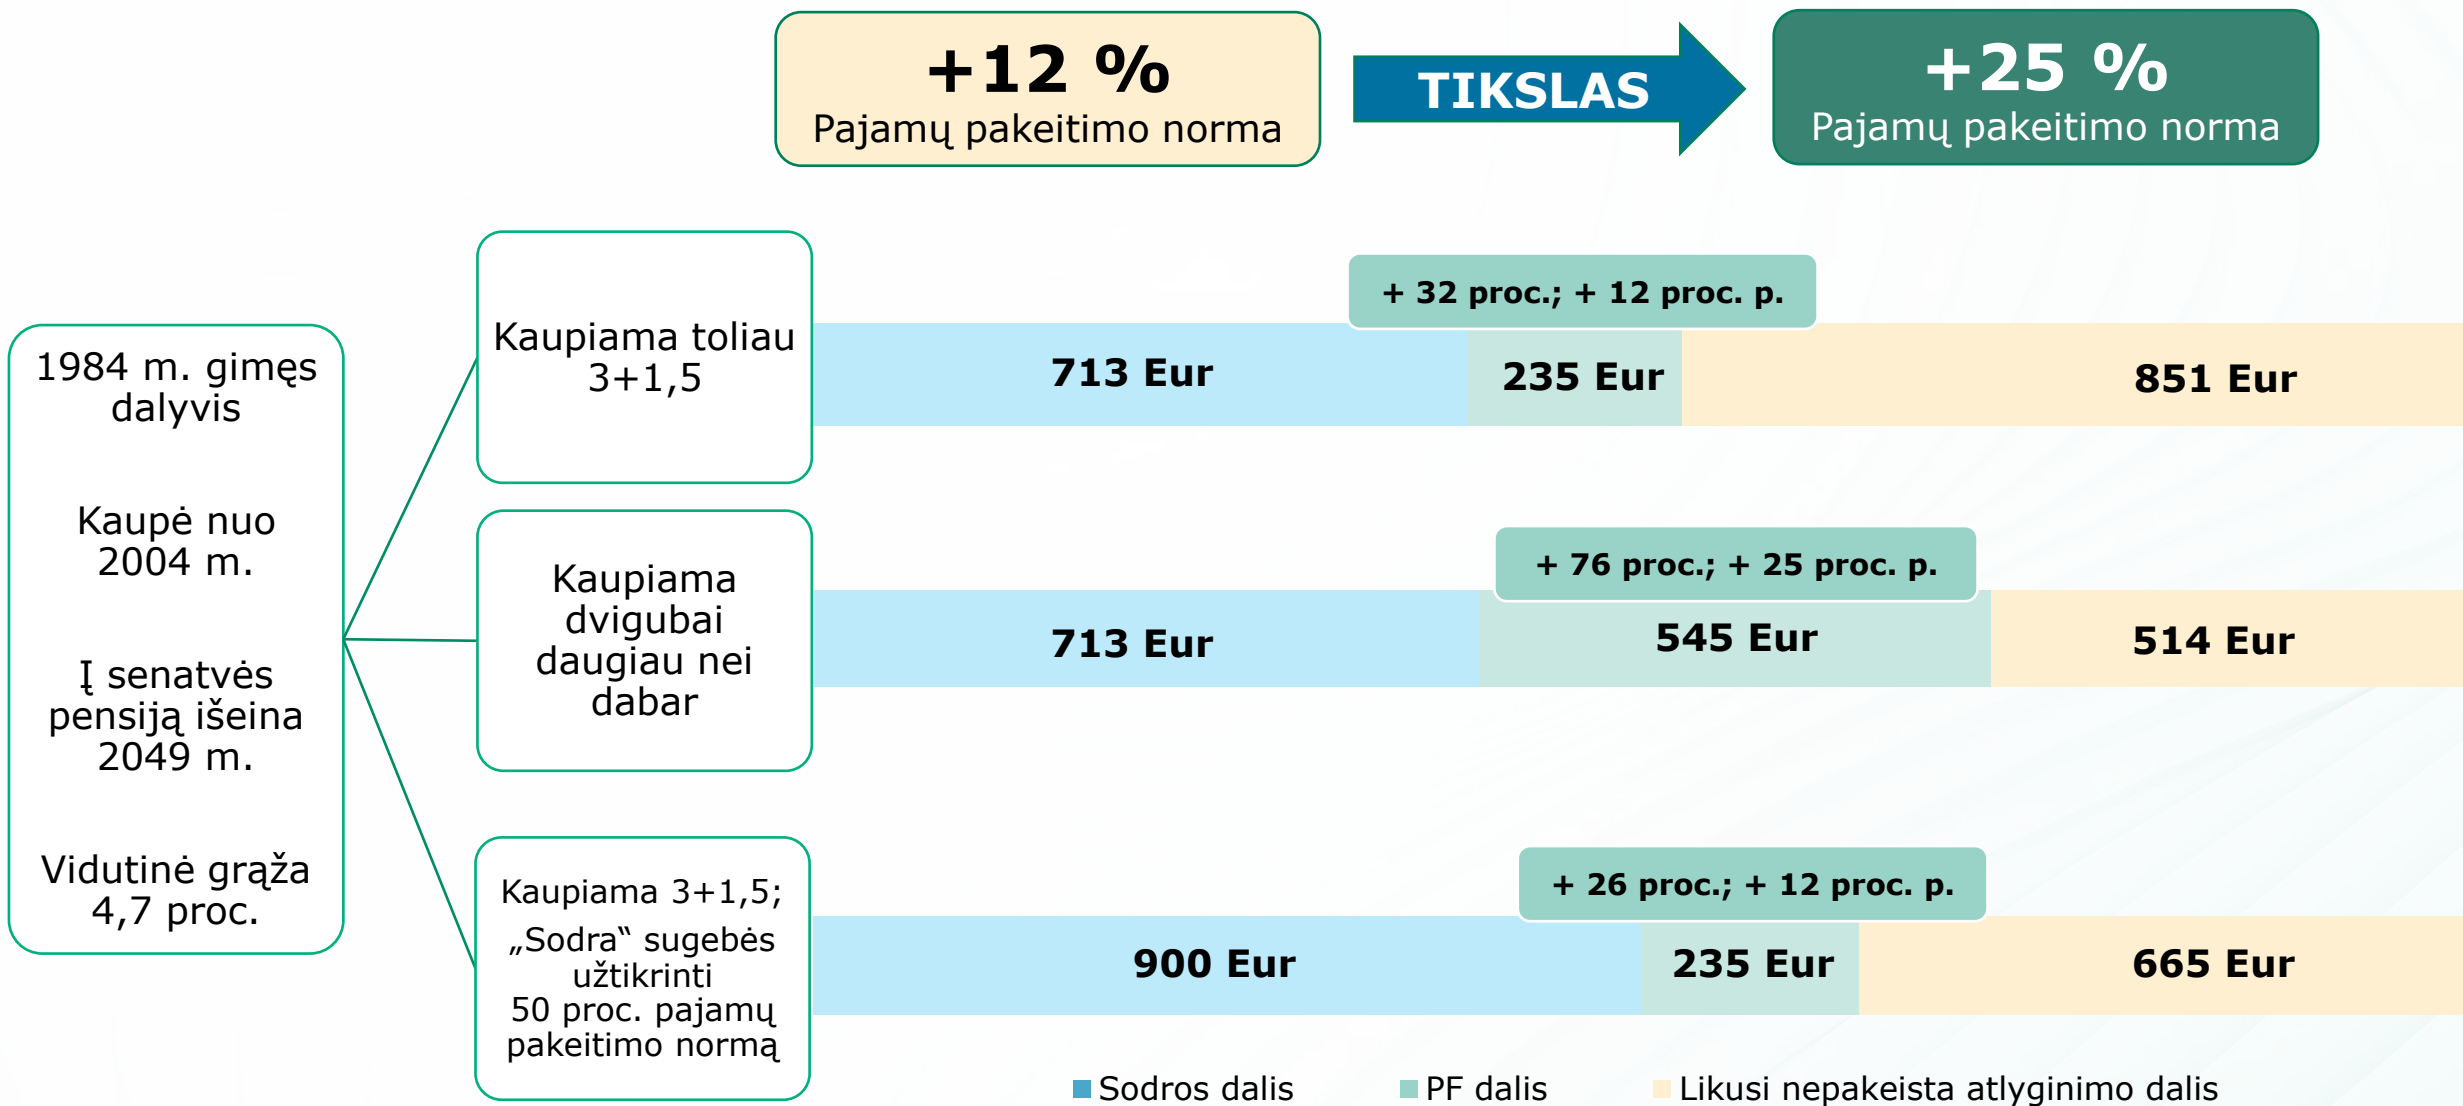 +12 %
Pajamų pakeitimo norma
TIKSLAS
+25 %
Pajamų pakeitimo norma
1984 m. gimęs
dalyvis
Kaupė nuo
2004 m.
Į senatvės
pensiją išeina
2049 m.
Vidutinė grąža
4,7 proc.
Kaupiama toliau
3+1,5
+ 32 proc.; + 12 proc. p.
713 Eur
235 Eur
851 Eur
Kaupiama
dvigubai
daugiau nei
dabar
+ 76 proc.; + 25 proc. p.
713 Eur
545 Eur
514 Eur
Kaupiama 3+1,5;
„Sodra“ sugebės
užtikrinti
50 proc. pajamų
pakeitimo normą
+ 26 proc.; + 12 proc. p.
900 Eur
235 Eur
665 Eur
Sodros dalis
PF dalis
Likusi nepakeista atlyginimo dalis